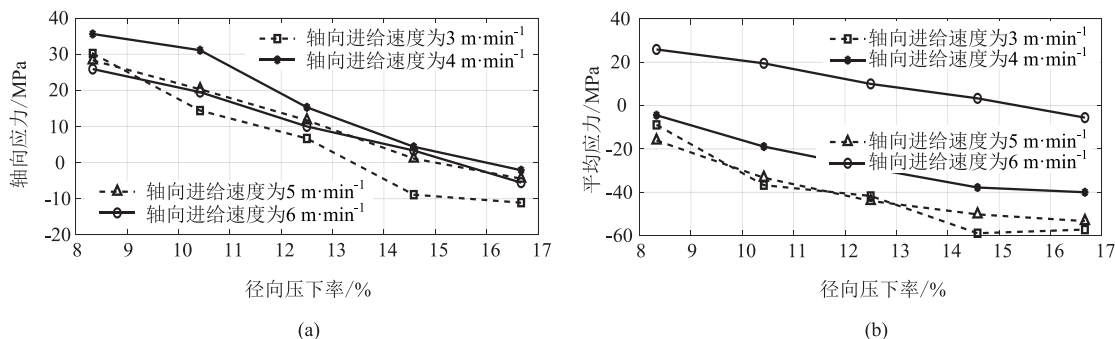 40
30
20
10
0
-10
-20
轴向应力/MPa
轴向进给速度为3 m·min⁻¹
轴向进给速度为4 m·min⁻¹
轴向进给速度为5 m·min⁻¹
轴向进给速度为6 m·min⁻¹
8 9 10 11 12 13 14 15 16 17
径向压下率/%
(a)
40
20
0
-20
-40
-60
平均应力/MPa
轴向进给速度为3 m·min⁻¹
轴向进给速度为4 m·min⁻¹
轴向进给速度为5 m·min⁻¹
轴向进给速度为6 m·min⁻¹
8 9 10 11 12 13 14 15 16 17
径向压下率/%
(b)